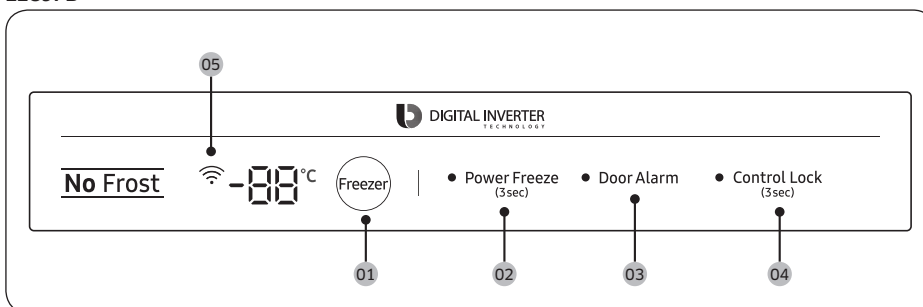 05
DIGITAL INVERTER
TECHNOLOGY
No Frost
-88°C
Freezer
Power Freeze
(3sec)
Door Alarm
Control Lock
(3sec)
01
02
03
04